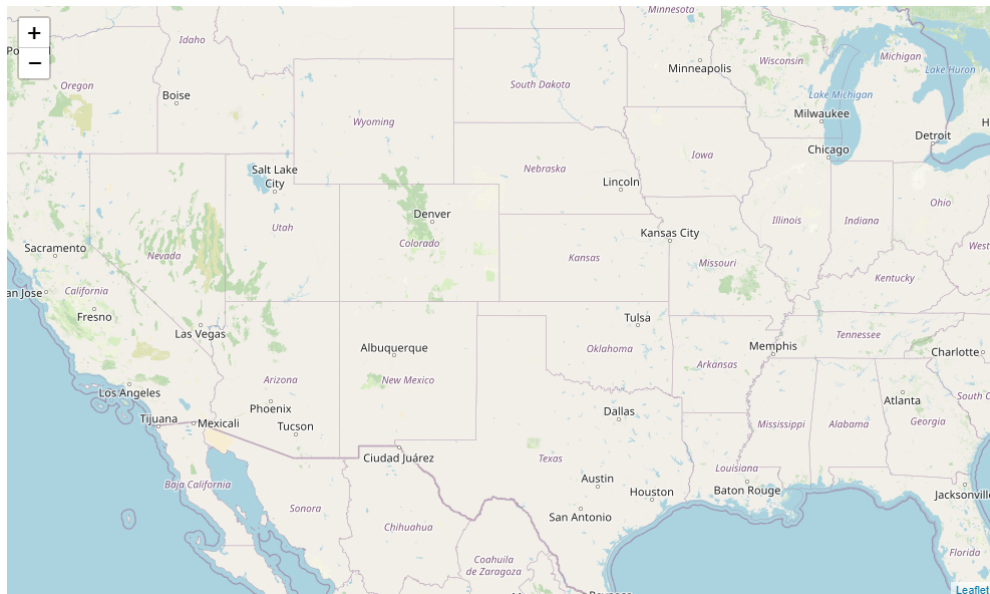 Minnesota
+
Idaho
Michigan
Wisconsin
Minneapolis
Lake Huron
−
Oregon
South Dakota
Boise
Lake Michigan
Milwaukee
Wyoming
Detroit
Chicago
Iowa
Salt Lake
City
Nebraska
Lincoln
Ohio
Denver
Utah
Illinois
Indiana
Kansas City
Colorado
Sacramento
Nevada
Kansas
Missouri
West
Kentucky
California
an Jose
Fresno
Tulsa
Las Vegas
Tennessee
Albuquerque
Oklahoma
Memphis
Charlotte
Arkansas
Arizona
New Mexico
Los Angeles
South C
Atlanta
Phoenix
Dallas
Tijuana
Mexicali
Tucson
Mississippi
Alabama
Georgia
Ciudad Juárez
Texas
Louisiana
Austin
Baja California
Houston
Baton Rouge
Jacksonville
Sonora
San Antonio
Chihuahua
Florida
Coahuila
de Zaragoza
Leaflet